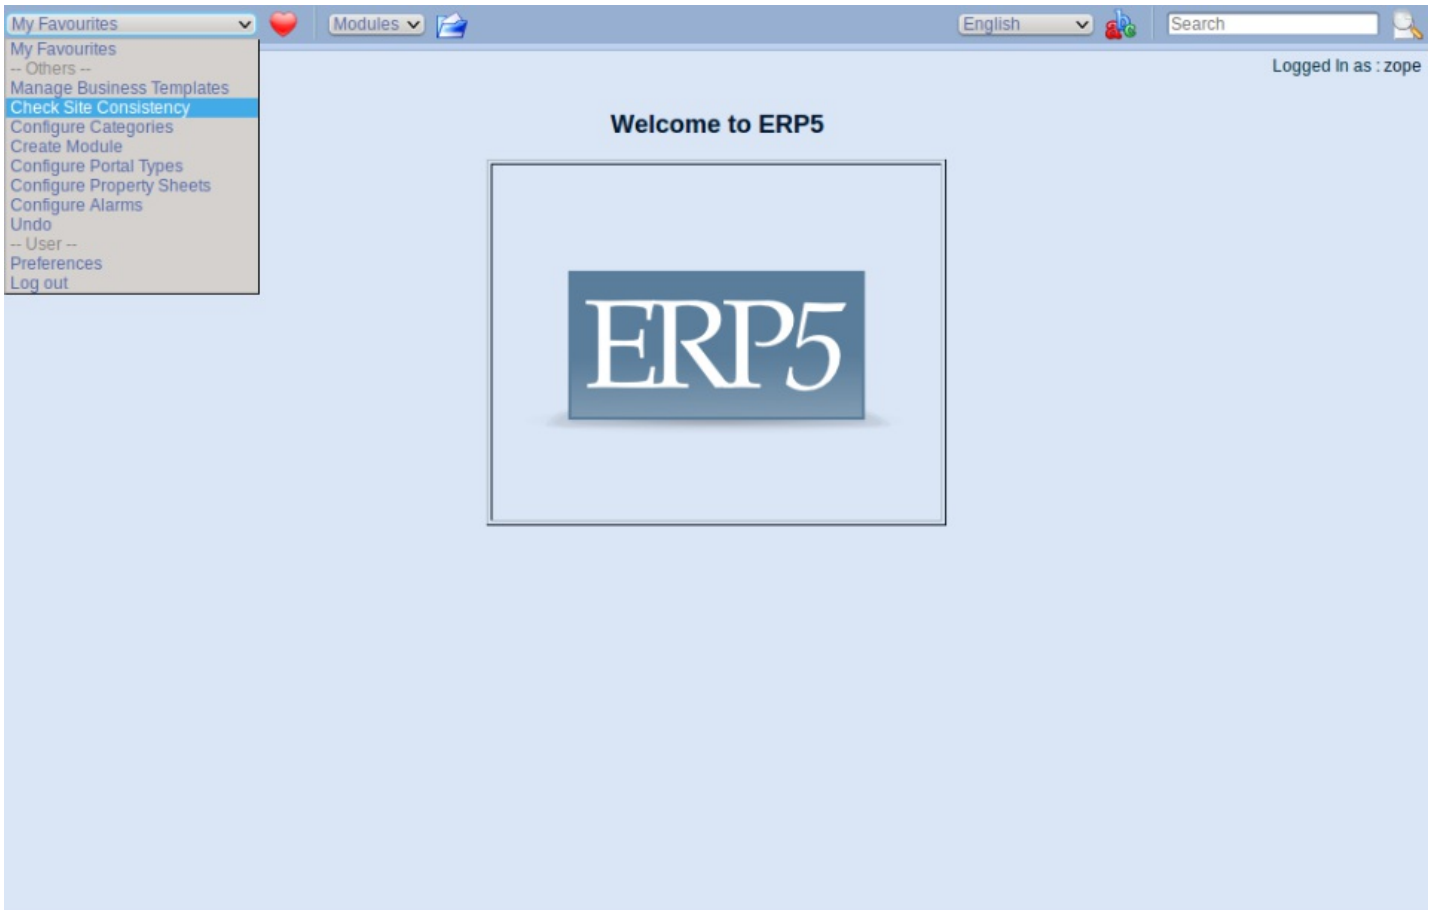 My Favourites
Modules
English
Search
My Favourites
-- Others --
Manage Business Templates
Check Site Consistency
Configure Categories
Create Module
Configure Portal Types
Configure Property Sheets
Configure Alarms
Undo
-- User --
Preferences
Log out
Logged In as : zope
Welcome to ERP5
ERP5